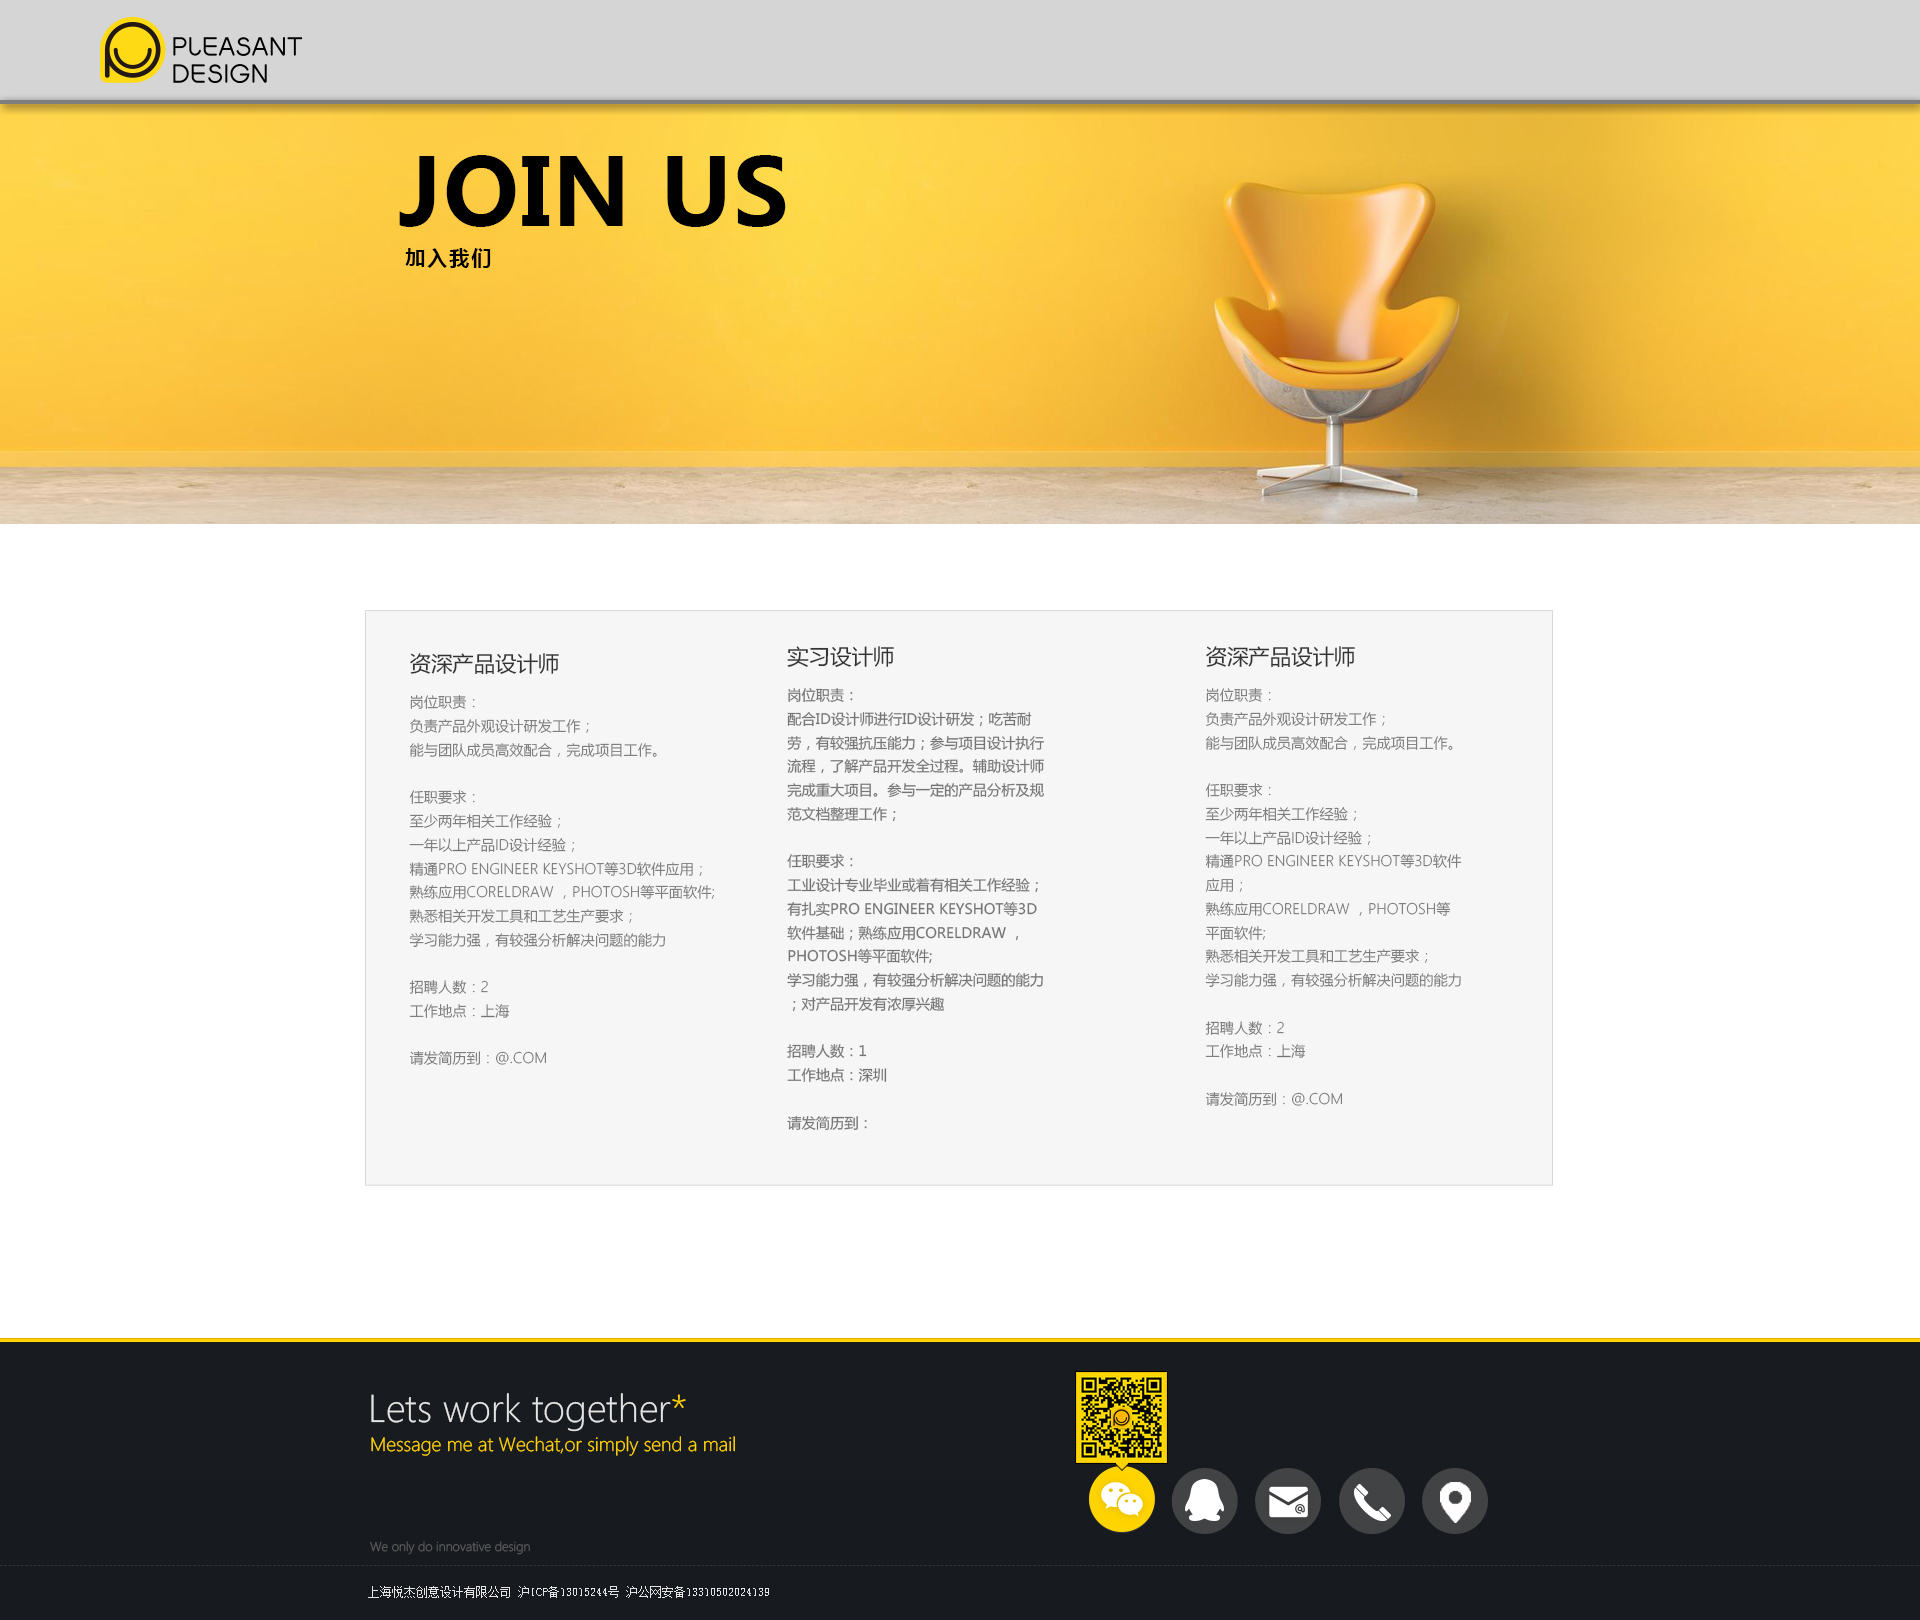 PLEASANT
DESIGN
JOIN US
加入我们
资深产品设计师
岗位职责：
负责产品外观设计研发工作；
能与团队成员高效配合，完成项目工作。
任职要求：
至少两年相关工作经验；
一年以上产品ID设计经验；
精通PRO ENGINEER KEYSHOT等3D软件应用；
熟练应用CORELDRAW ，PHOTOSH等平面软件;
熟悉相关开发工具和工艺生产要求；
学习能力强，有较强分析解决问题的能力
招聘人数：2
工作地点：上海
请发简历到：@.COM
实习设计师
岗位职责：
配合ID设计师进行ID设计研发；吃苦耐
劳，有较强抗压能力；参与项目设计执行
流程，了解产品开发全过程。辅助设计师
完成重大项目。参与一定的产品分析及规
范文档整理工作；
任职要求：
工业设计专业毕业或着有相关工作经验；
有扎实PRO ENGINEER KEYSHOT等3D
软件基础；熟练应用CORELDRAW ，
PHOTOSH等平面软件;
学习能力强，有较强分析解决问题的能力
；对产品开发有浓厚兴趣
招聘人数：1
工作地点：深圳
请发简历到：
资深产品设计师
岗位职责：
负责产品外观设计研发工作；
能与团队成员高效配合，完成项目工作。
任职要求：
至少两年相关工作经验；
一年以上产品ID设计经验；
精通PRO ENGINEER KEYSHOT等3D软件
应用；
熟练应用CORELDRAW ，PHOTOSH等
平面软件;
熟悉相关开发工具和工艺生产要求；
学习能力强，有较强分析解决问题的能力
招聘人数：2
工作地点：上海
请发简历到：@.COM
Lets work together*
Message me at Wechat,or simply send a mail
We only do innovative design
上海悦杰创意设计有限公司 沪ICP备13015244号 沪公网安备13310502024139